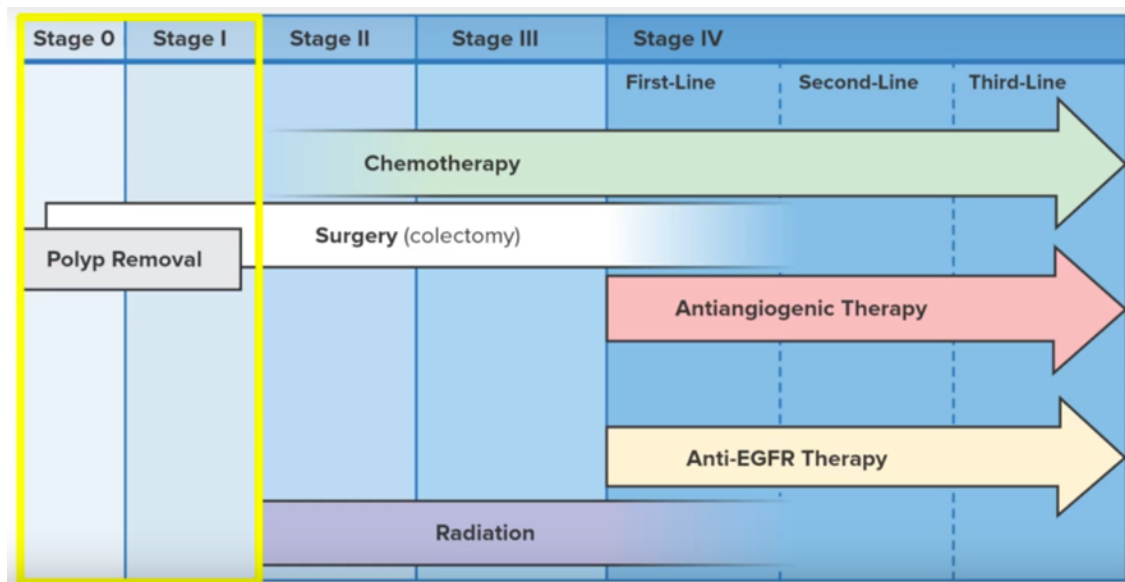 Stage 0
Stage I
Stage II
Stage III
Stage IV
First-Line
Second-Line
Third-Line
Chemotherapy
Surgery (colectomy)
Polyp Removal
Antiangiogenic Therapy
Anti-EGFR Therapy
Radiation